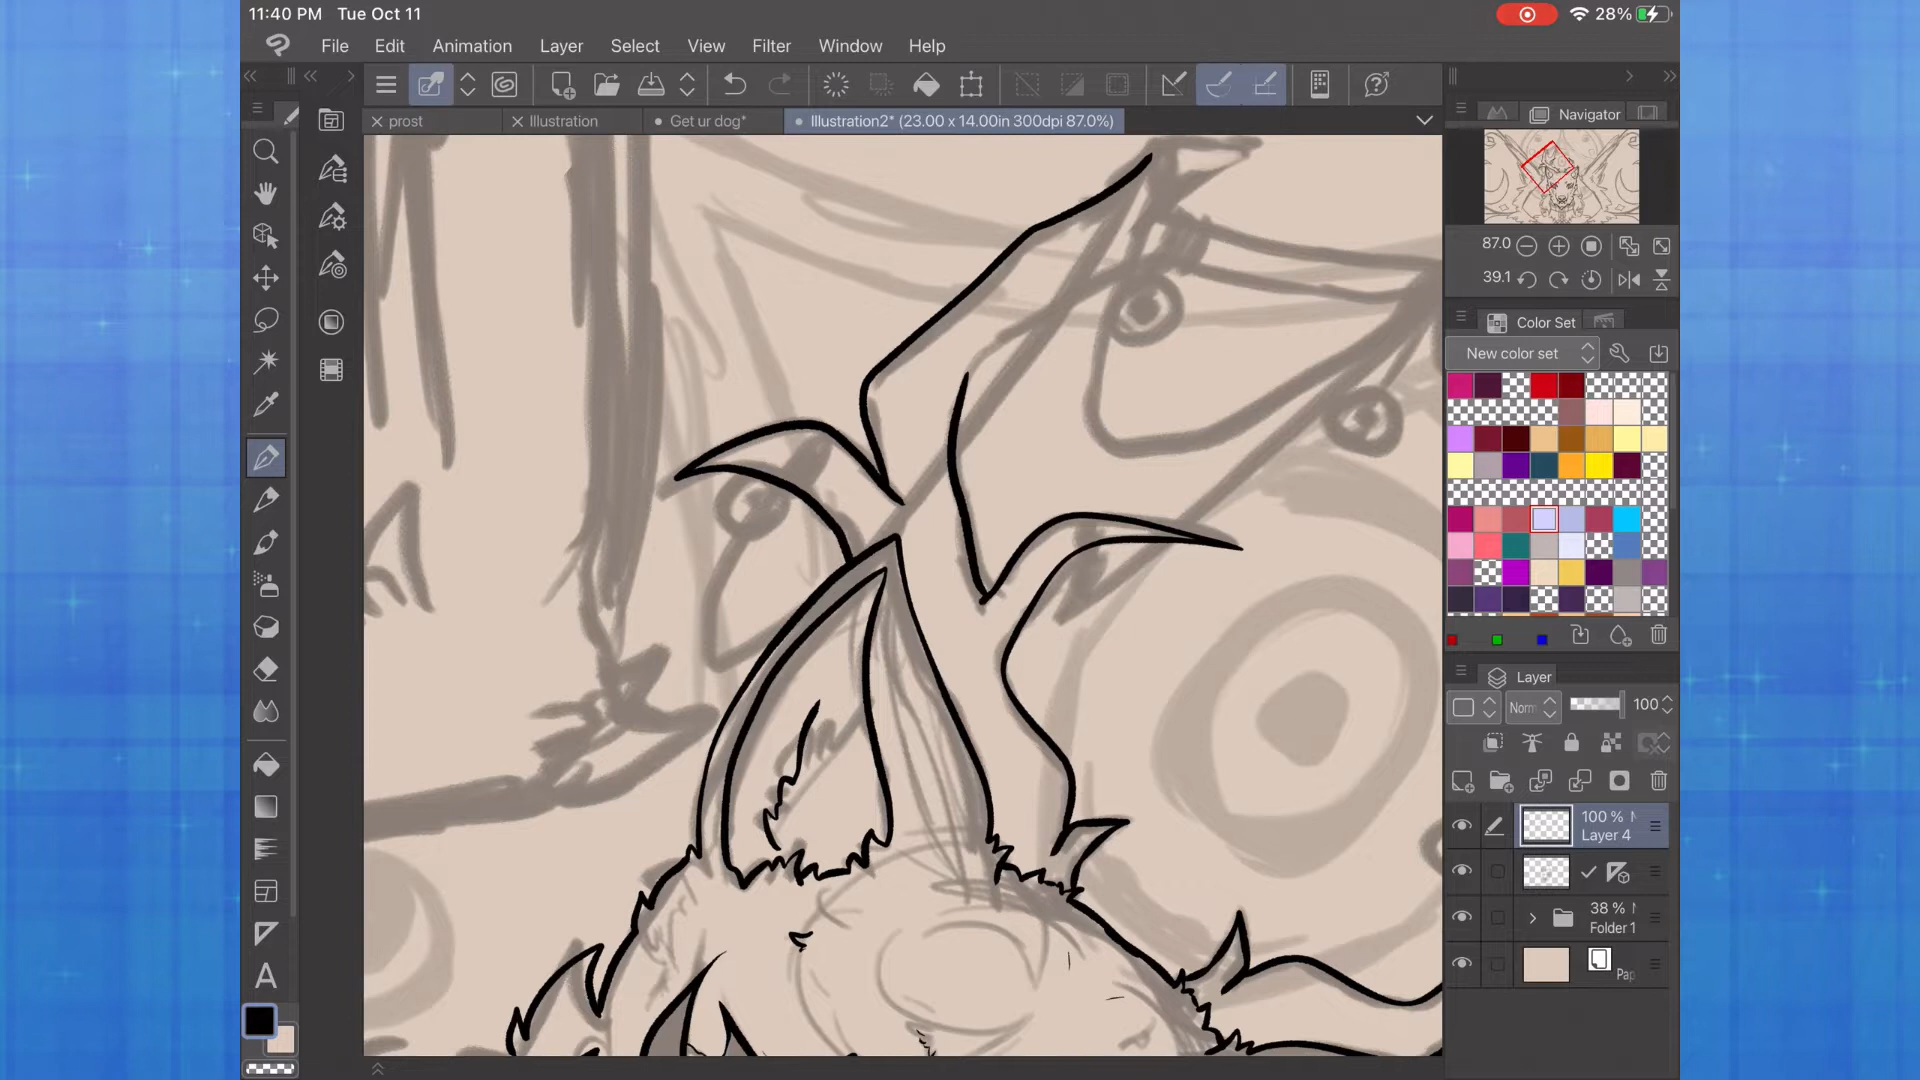 11:40 PM Tue Oct 11
28%
File Edit Animation Layer Select View Filter Window Help
prost
Illustration
Get ur dog*
Illustration2* (23.00 x 14.00in 300dpi 87.0%)
Navigator
87.0
39.1
Color Set
New color set
Layer
Norm
100
100 % N
Layer 4
38 % N
Folder 1
Pap
A